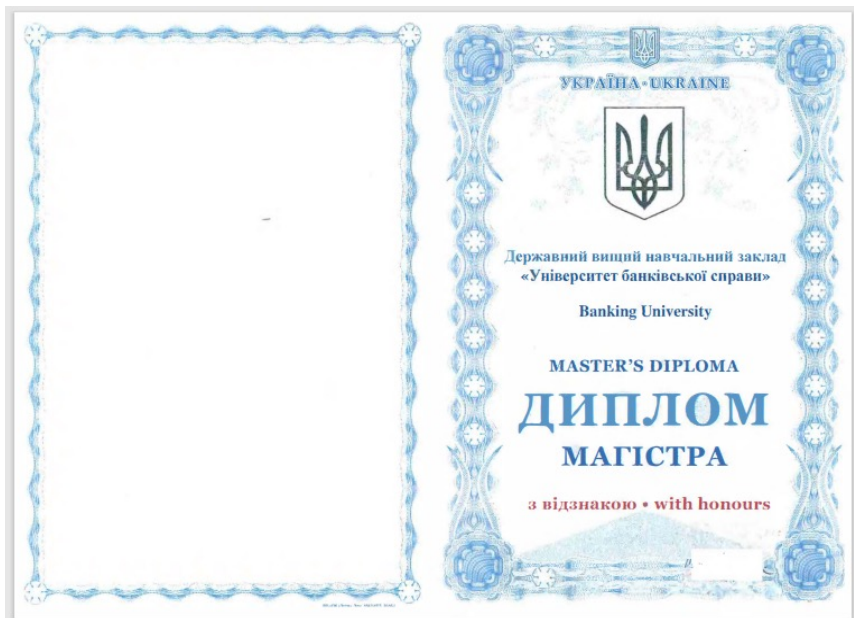 УКРАЇНА · UKRAINE
Державний вищий навчальний заклад
«Університет банківської справи»
Banking University
MASTER'S DIPLOMA
ДИПЛОМ
МАГІСТРА
з відзнакою • with honours